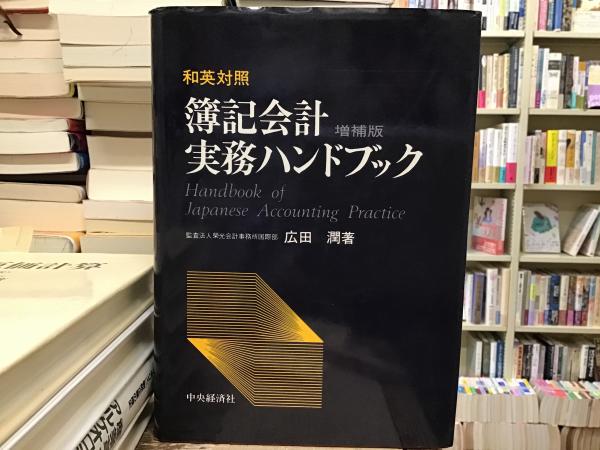 和英対照
簿記会計 増補版
実務ハンドブック
Handbook of
Japanese Accounting Practice
監査法人榮光会計事務所国際部 広田 潤著
中央経済社